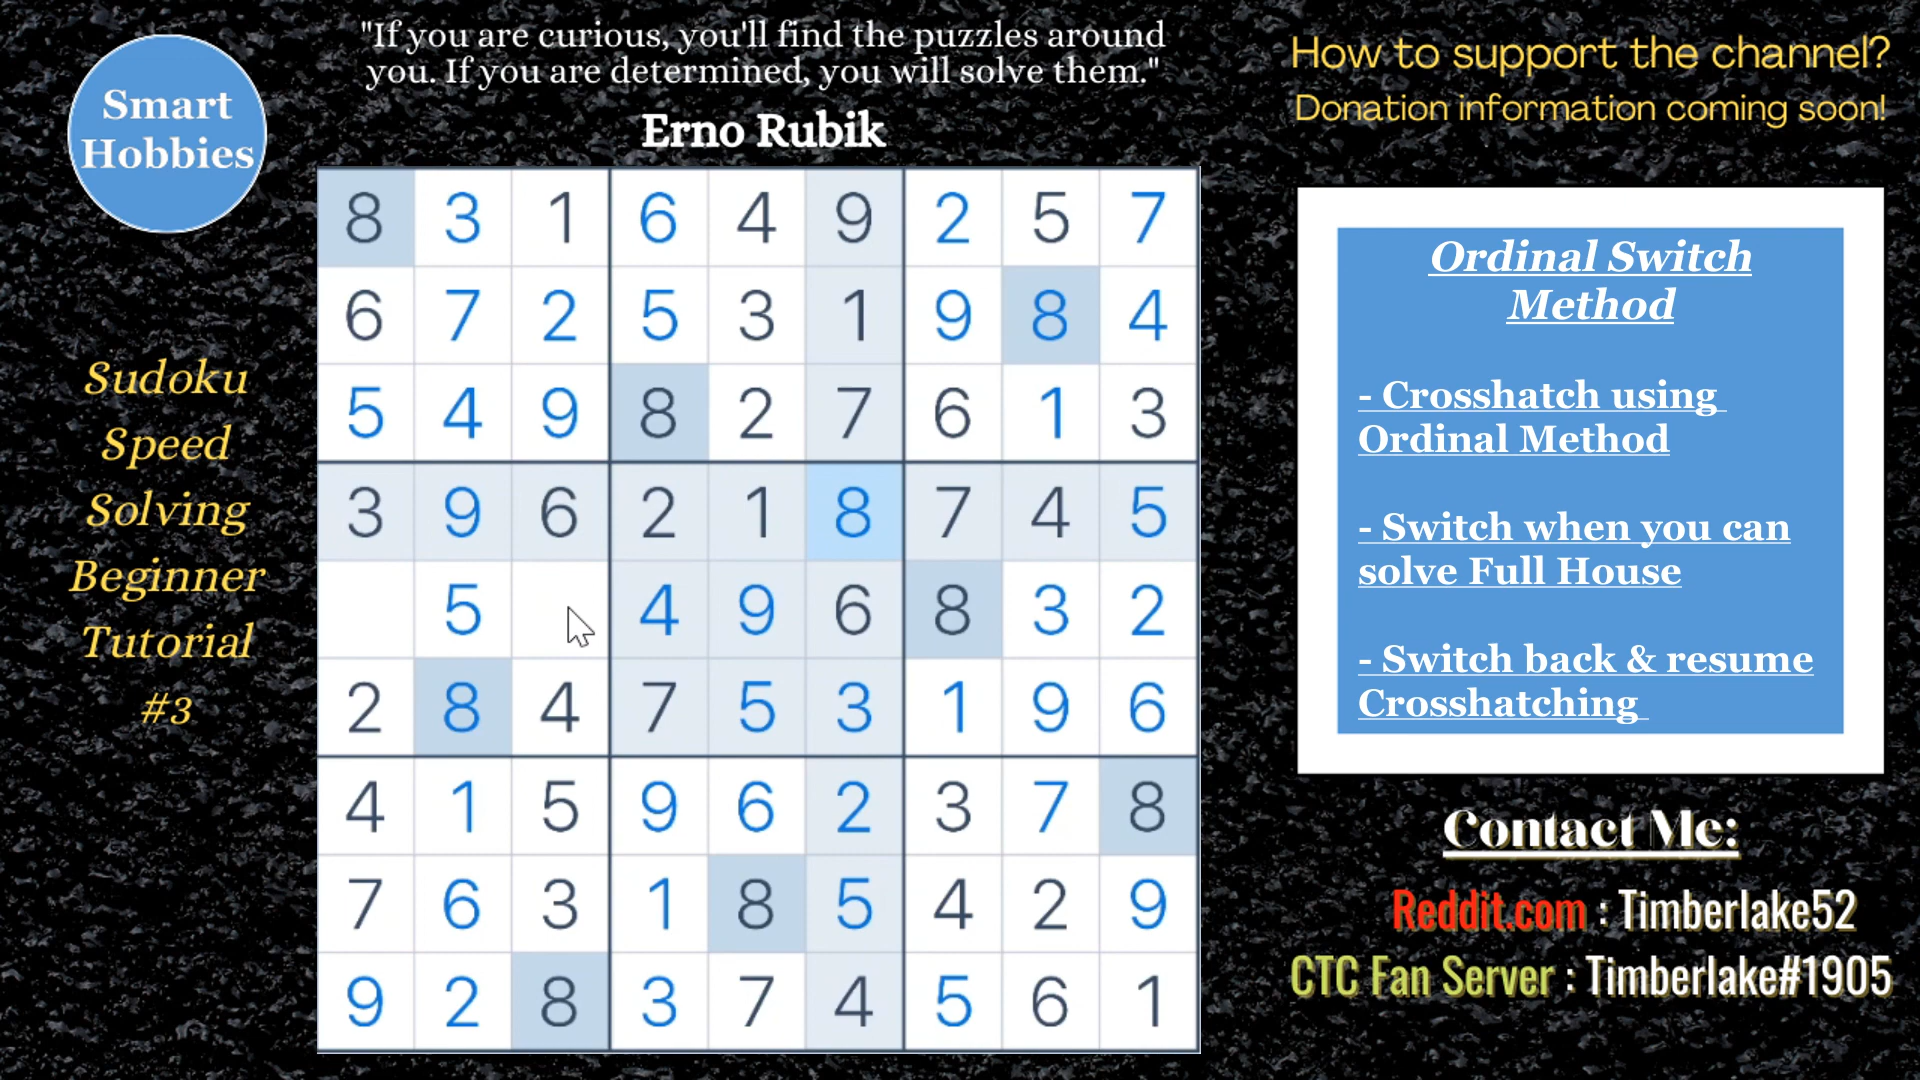 Smart
Hobbies
"If you are curious, you'll find the puzzles around
you. If you are determined, you will solve them."
Erno Rubik
How to support the channel?
Donation information coming soon!
Sudoku
Speed
Solving
Beginner
Tutorial
#3
8 3 1 6 4 9 2 5 7
6 7 2 5 3 1 9 8 4
5 4 9 8 2 7 6 1 3
3 9 6 2 1 8 7 4 5
5 4 9 6 8 3 2
2 8 4 7 5 3 1 9 6
4 1 5 9 6 2 3 7 8
7 6 3 1 8 5 4 2 9
9 2 8 3 7 4 5 6 1
Ordinal Switch
Method
- Crosshatch using
Ordinal Method
- Switch when you can
solve Full House
- Switch back & resume
Crosshatching
Contact Me:
Reddit.com : Timberlake52
CTC Fan Server : Timberlake#1905